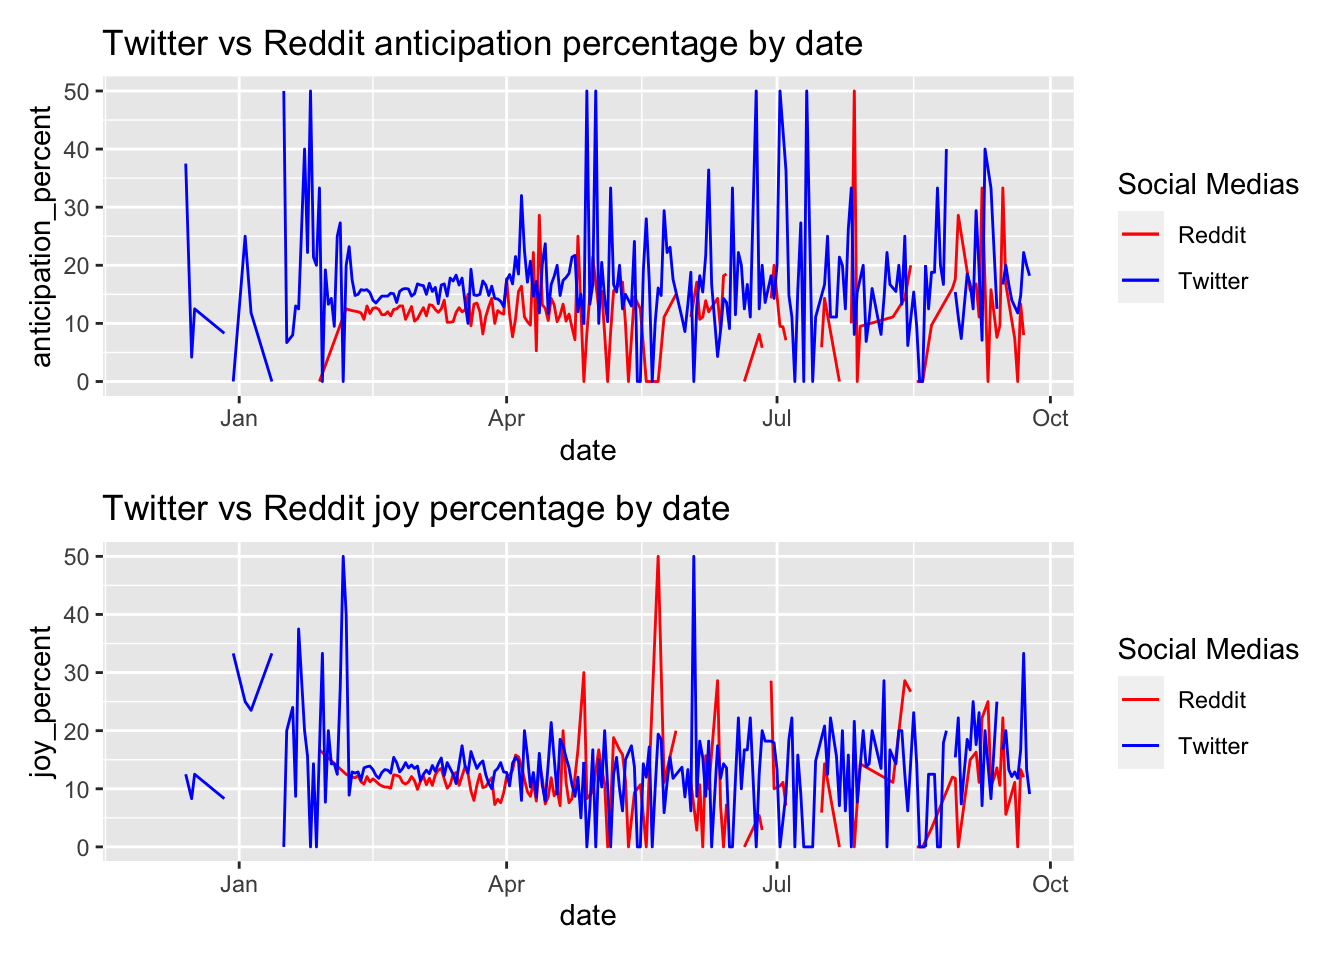 Twitter vs Reddit anticipation percentage by date
50
40
30
20
10
0
anticipation_percent
Jan Apr Jul Oct
date
Social Medias
Reddit
Twitter
Twitter vs Reddit joy percentage by date
50
40
30
20
10
0
joy_percent
Jan Apr Jul Oct
date
Social Medias
Reddit
Twitter